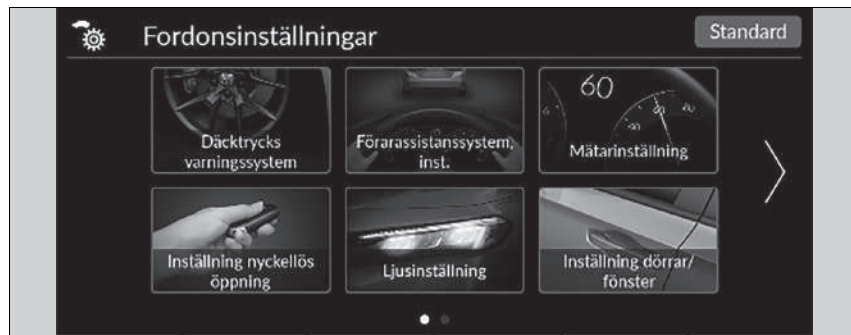 Fordonsinställningar
Standard
Däcktrycks
varningssystem
Förarassistanssystem,
inst.
60
Mätarinställning
Inställning nyckellös
öppning
Ljusinställning
Inställning dörrar/
fönster